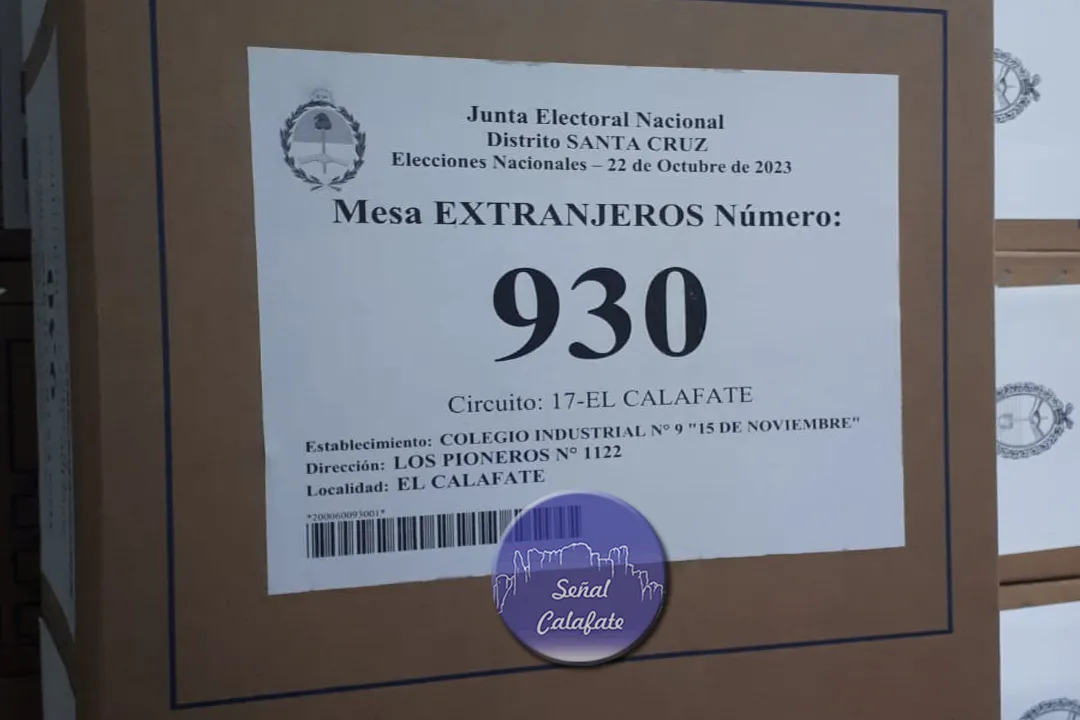 Junta Electoral Nacional
Distrito SANTA CRUZ
Elecciones Nacionales – 22 de Octubre de 2023
Mesa EXTRANJEROS Número:
930
Circuito: 17-EL CALAFATE
Establecimiento: COLEGIO INDUSTRIAL N° 9 "15 DE NOVIEMBRE"
Dirección: LOS PIONEROS N° 1122
Localidad: EL CALAFATE
*200060093001*
Señal
Calafate